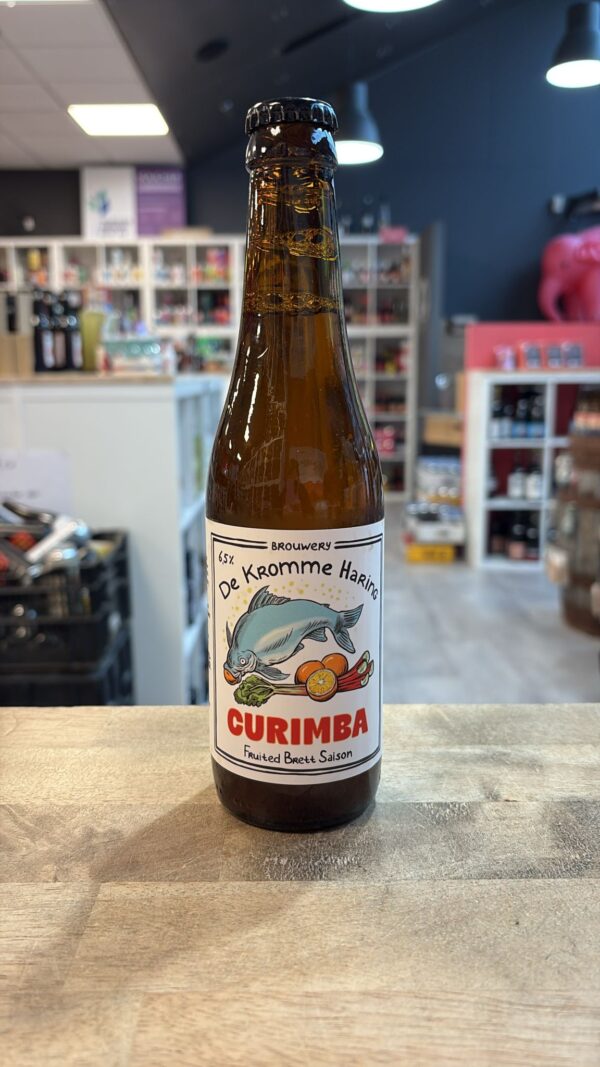 BROUWERY
6,5%
De Kromme Haring
CURIMBA
Fruited Brett Saison